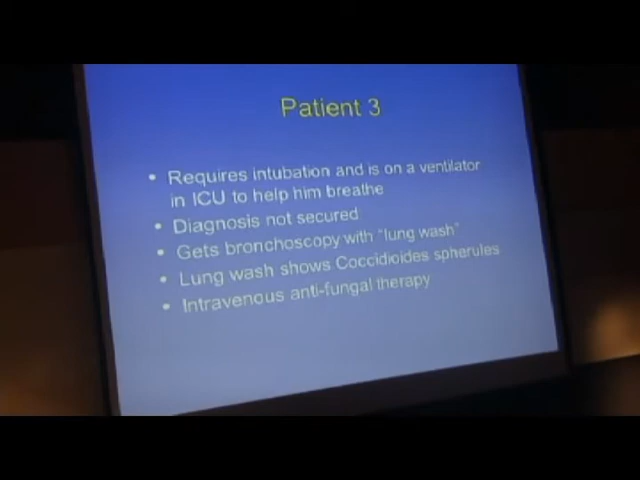 Patient 3
• Requires intubation and is on a ventilator
in ICU to help him breathe
• Diagnosis not secured
• Gets bronchoscopy with "lung wash"
• Lung wash shows Coccidioides spherules
• Intravenous anti-fungal therapy